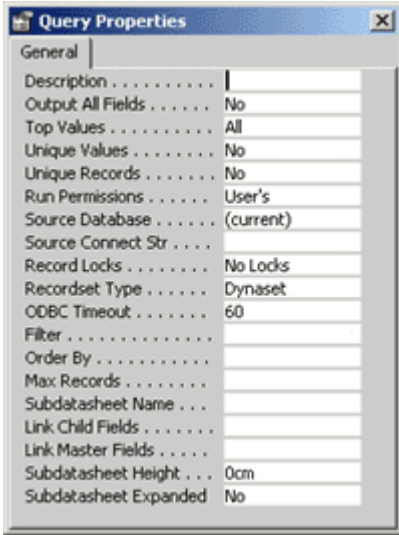 Query Properties
General
Description . . . . . . . . . .
Output All Fields . . . . . . No
Top Values . . . . . . . . . . All
Unique Values . . . . . . . No
Unique Records . . . . . . No
Run Permissions . . . . . . User's
Source Database . . . . . (current)
Source Connect Str . . . .
Record Locks . . . . . . . . No Locks
Recordset Type . . . . . . Dynaset
ODBC Timeout . . . . . . . 60
Filter . . . . . . . . . . . . . .
Order By . . . . . . . . . . .
Max Records . . . . . . . .
Subdatasheet Name . . .
Link Child Fields . . . . . . .
Link Master Fields . . . . .
Subdatasheet Height . . . 0cm
Subdatasheet Expanded No